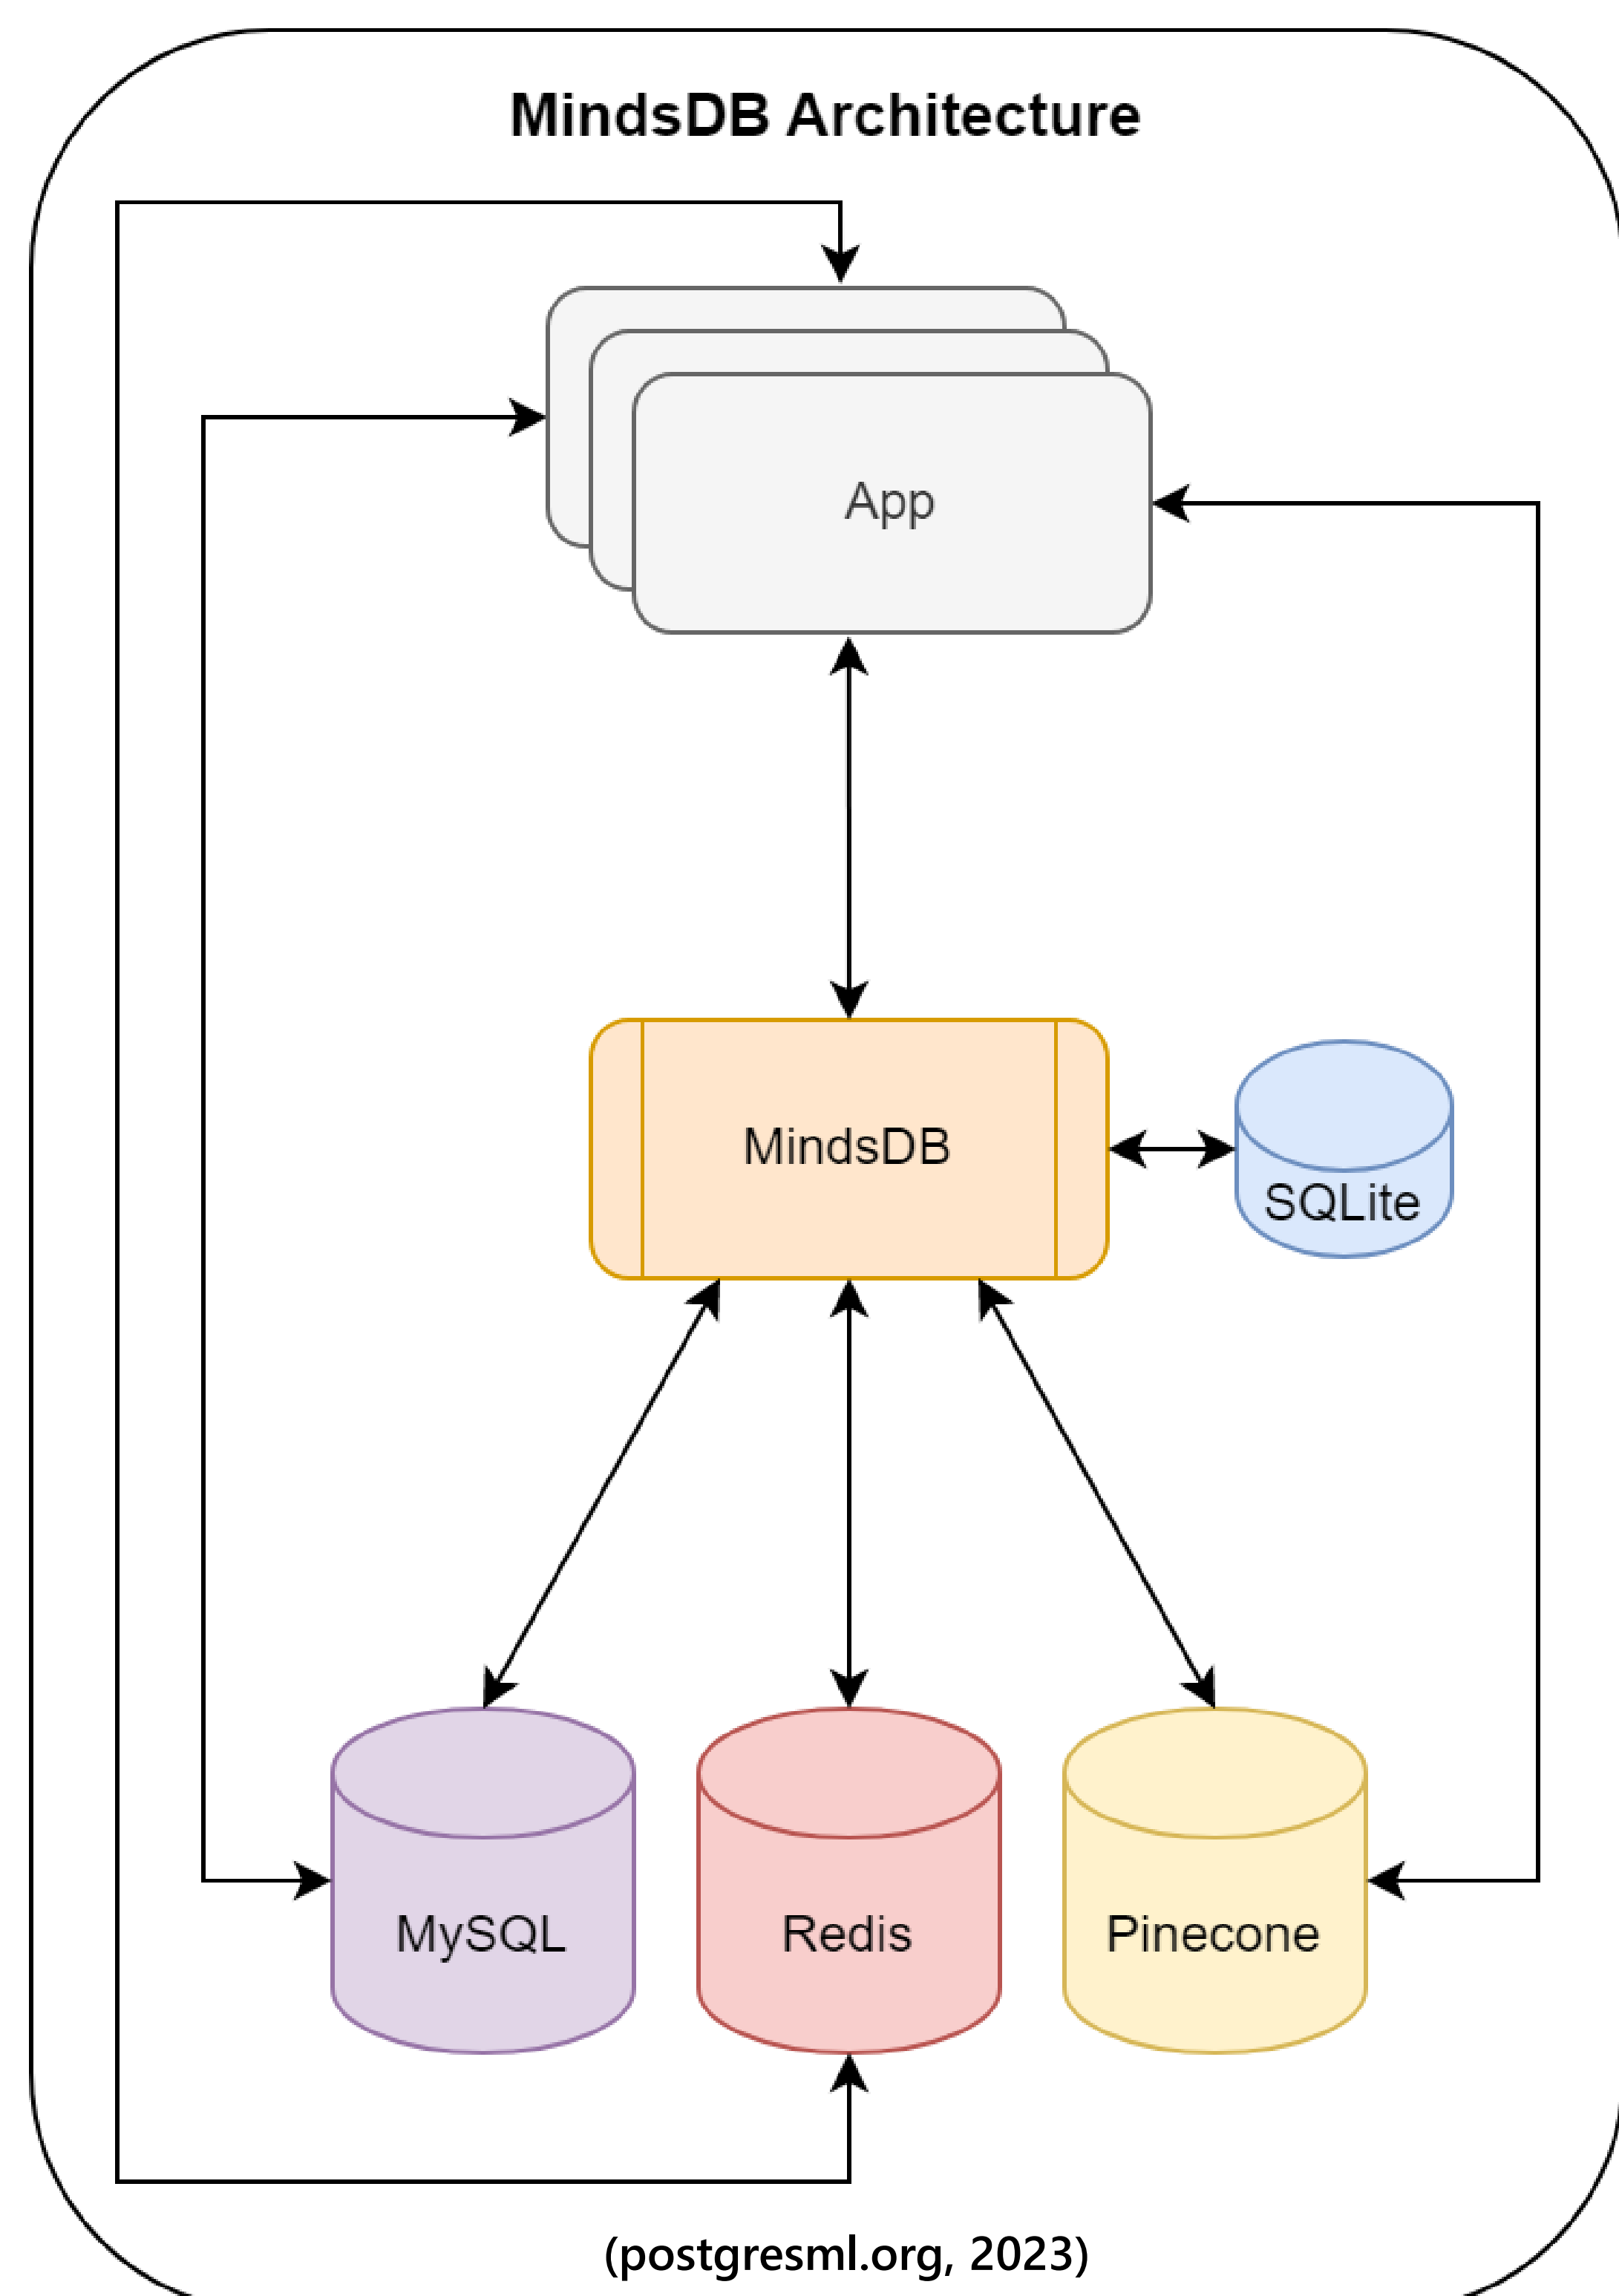 MindsDB Architecture
App
MindsDB
SQLite
MySQL
Redis
Pinecone
(postgresml.org, 2023)